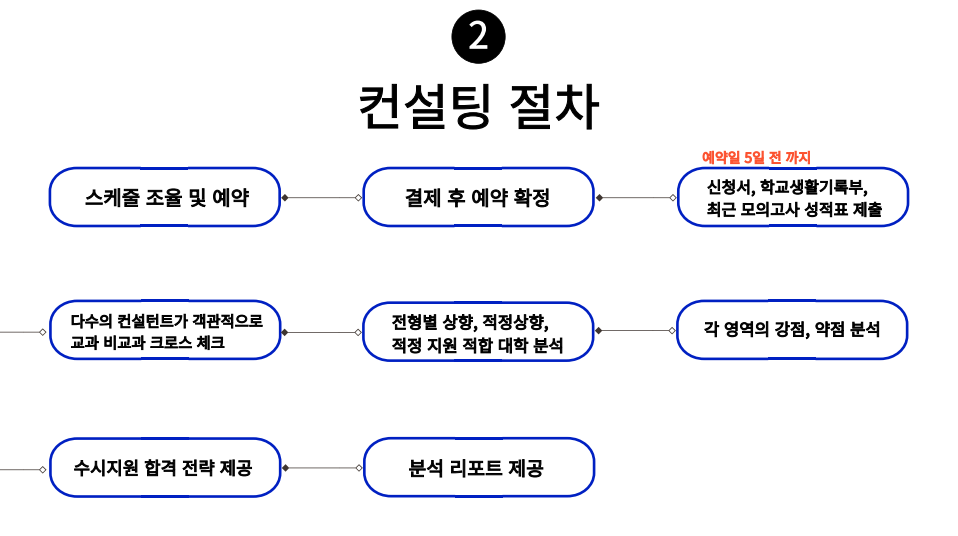 2
컨설팅 절차
스케줄 조율 및 예약
결제 후 예약 확정
예약일 5일 전 까지
신청서, 학교생활기록부,
최근 모의고사 성적표 제출
다수의 컨설턴트가 객관적으로
교과 비교과 크로스 체크
전형별 상향, 적정상향,
적정 지원 적합 대학 분석
각 영역의 강점, 약점 분석
수시지원 합격 전략 제공
분석 리포트 제공